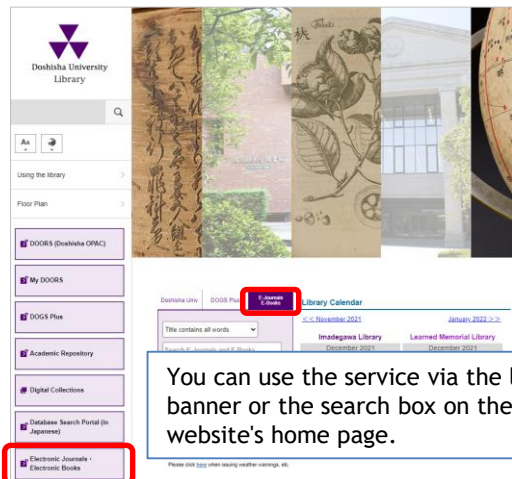 Doshisha University
Library
Using the library
Floor Plan
DOORS (Doshisha OPAC)
My DOORS
DOGS Plus
Academic Repository
Digital Collections
Database Search Portal (in
Japanese)
Electronic Journals・
Electronic Books
Doshisha Univ.
DOGS Plus
E-Journals
E-Books
Title contains all words
Search E-Journals and E-Books
Library Calendar
< < November 2021
January 2022 > >
Imadegawa Library
Learned Memorial Library
December 2021
December 2021
You can use the service via the
banner or the search box on the
website's home page.
Please click here when issuing weather warnings, etc.